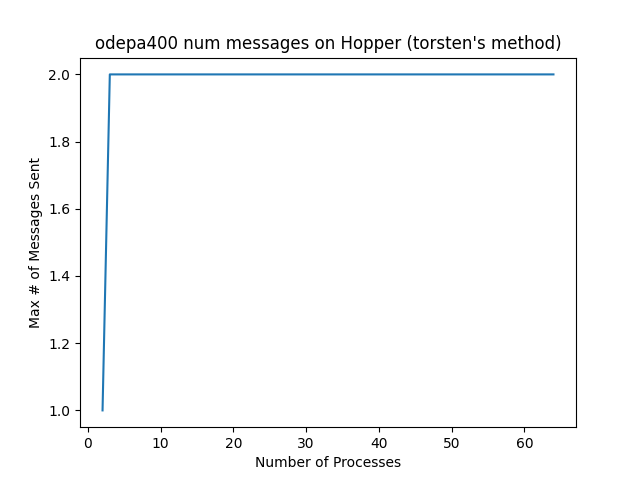 odepa400 num messages on Hopper (torsten's method)
2.0
1.8
1.6
1.4
1.2
1.0
Max # of Messages Sent
0 10 20 30 40 50 60
Number of Processes